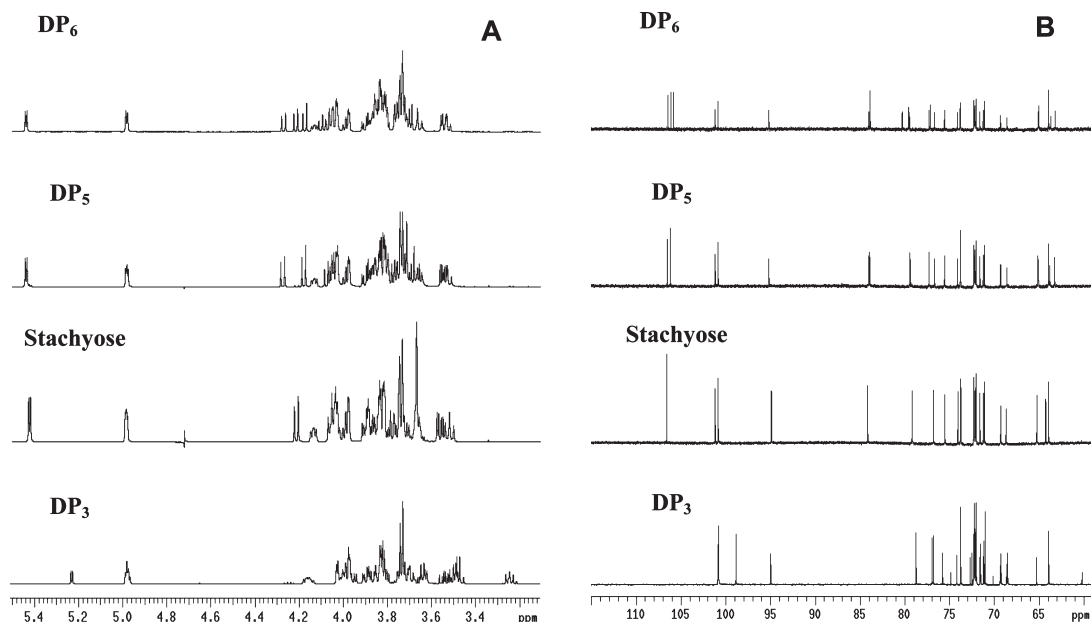 DP6
A
DP5
Stachyose
DP3
5.4 5.2 5.0 4.8 4.6 4.4 4.2 4.0 3.8 3.6 3.4 ppm
DP6
B
DP5
Stachyose
DP3
110 105 100 95 90 85 80 75 70 65 ppm